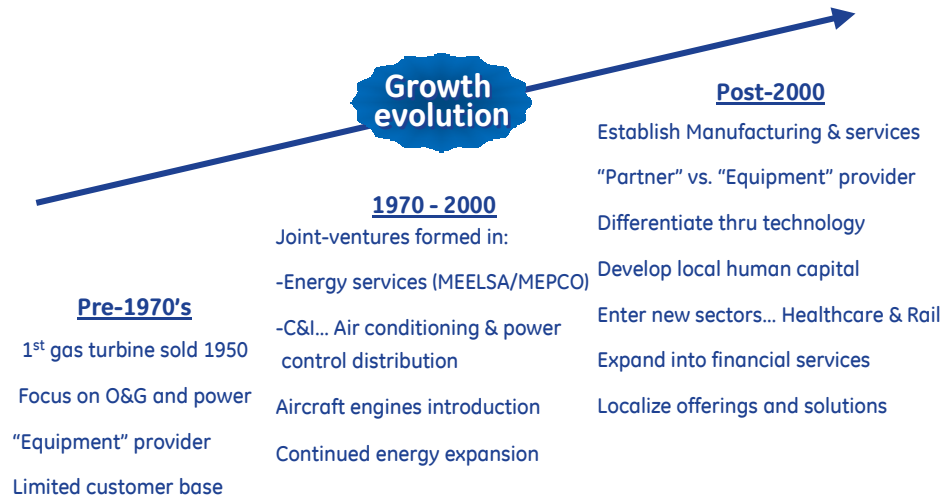 Growth
evolution
Pre-1970's
1st gas turbine sold 1950
Focus on O&G and power
“Equipment” provider
Limited customer base
1970 - 2000
Joint-ventures formed in:
-Energy services (MEELSA/MEPCO)
-C&I... Air conditioning & power
control distribution
Aircraft engines introduction
Continued energy expansion
Post-2000
Establish Manufacturing & services
“Partner” vs. “Equipment” provider
Differentiate thru technology
Develop local human capital
Enter new sectors... Healthcare & Rail
Expand into financial services
Localize offerings and solutions